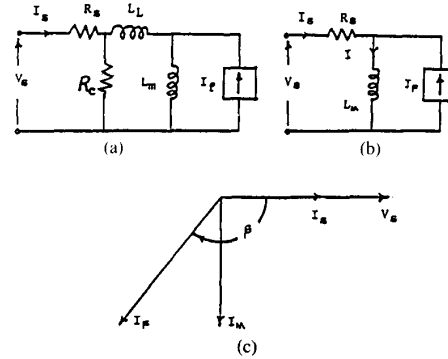 Is Rs LL
Vs Rc Lm If
(a)
Is Rs
I
Vs Lm IF
(b)
Is Vs
β
IF IM
(c)